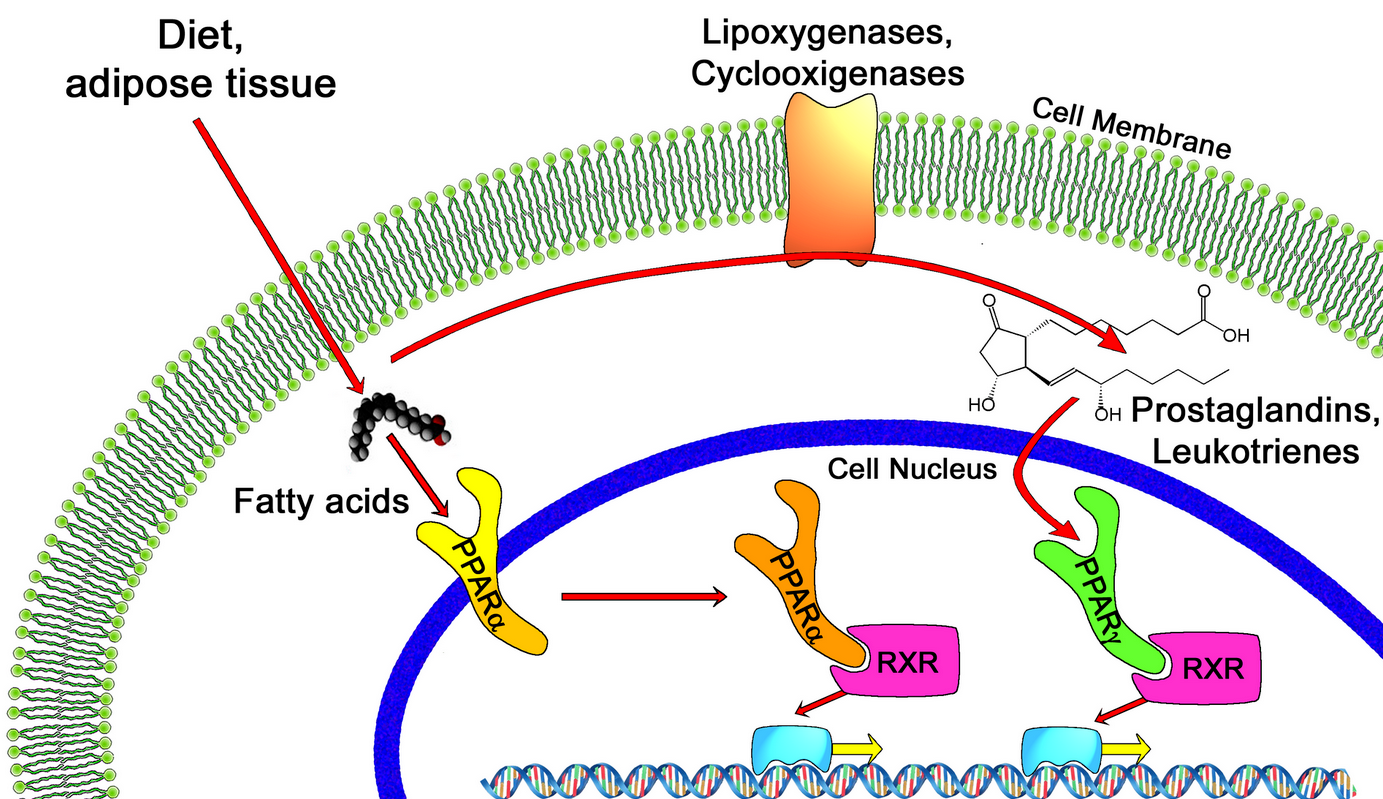 Diet,
adipose tissue
Lipoxygenases,
Cyclooxigenases
Cell Membrane
O
O
OH
HO
OH
Prostaglandins,
Leukotrienes
Cell Nucleus
Fatty acids
PPARα
PPARα
PPARγ
RXR
RXR